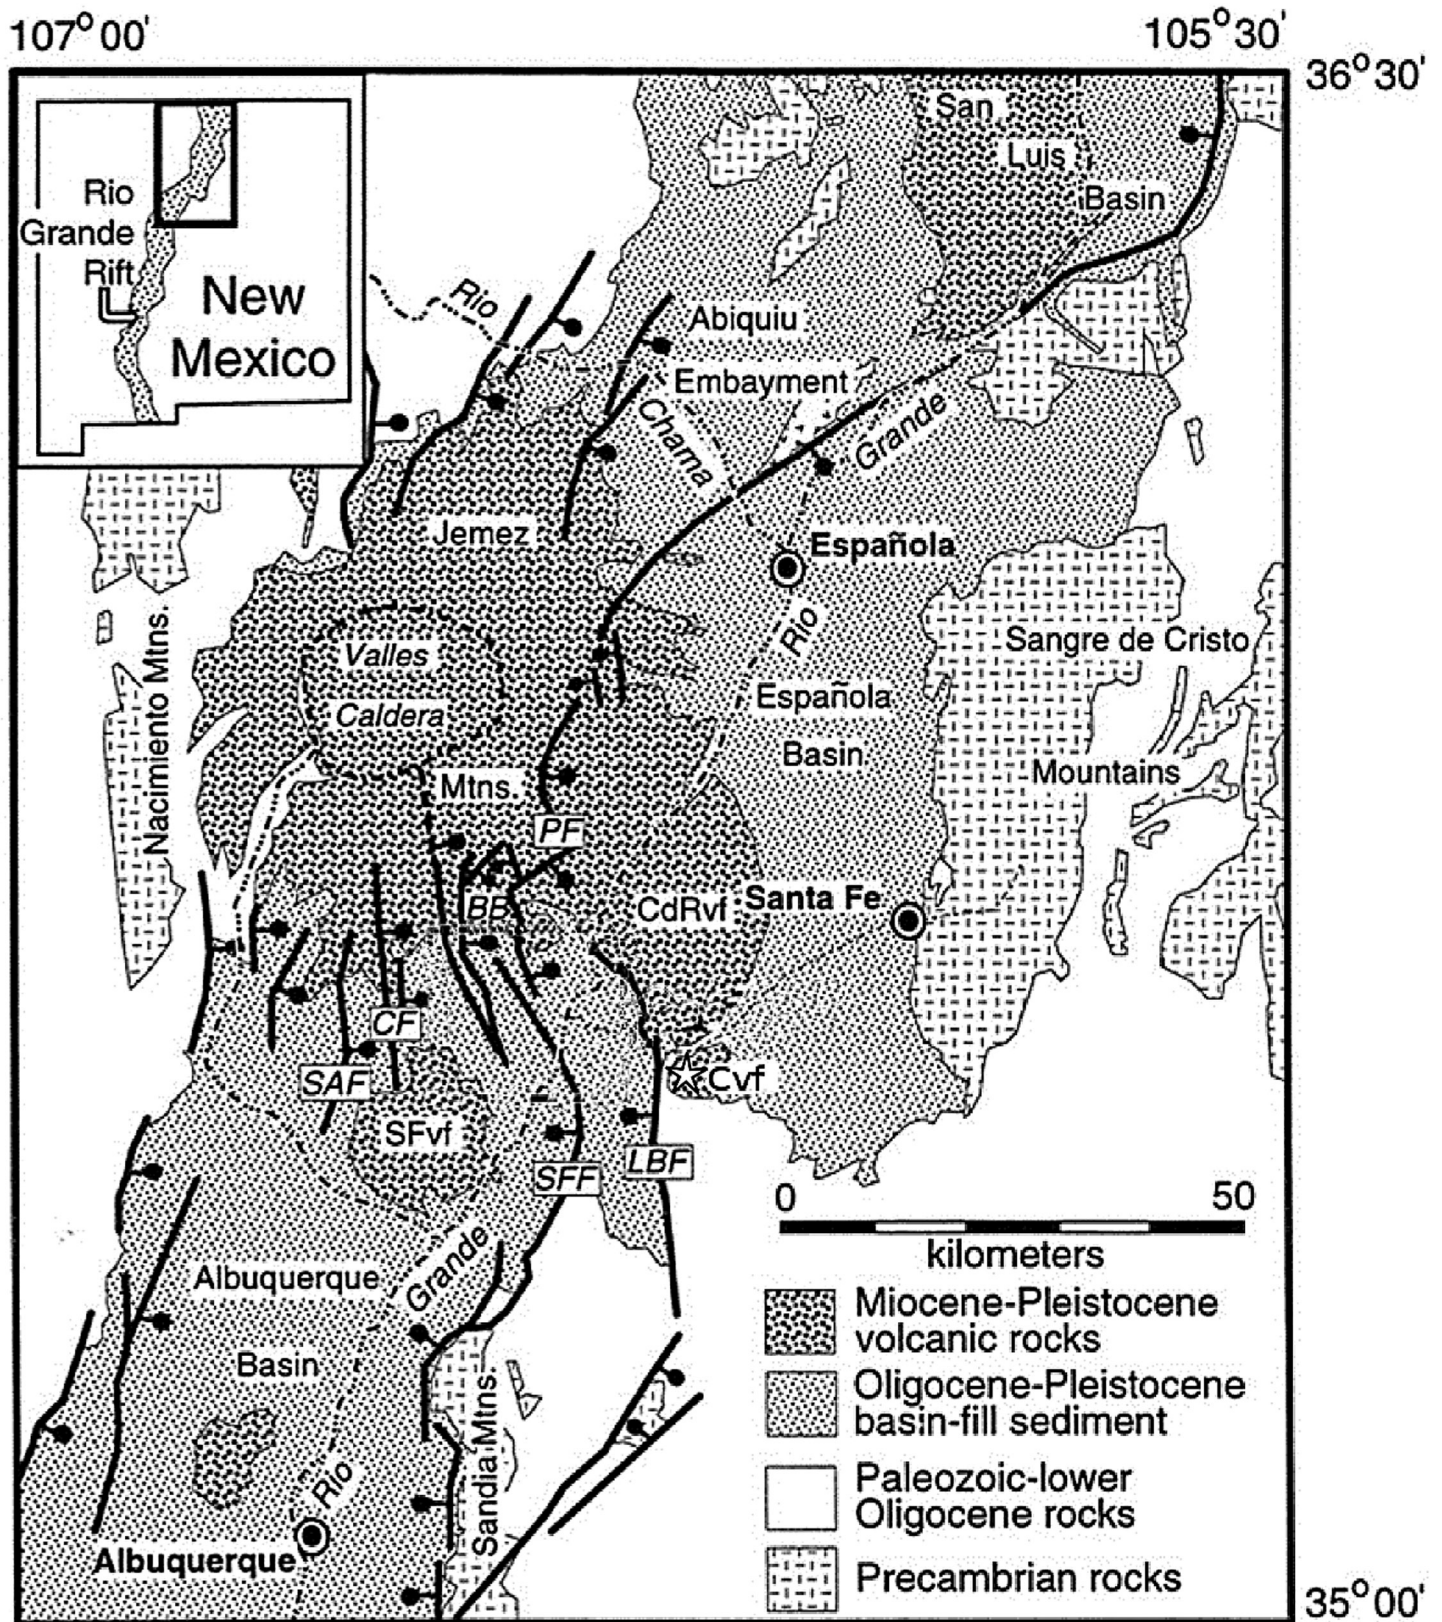 107°00'
105°30'
36°30'
San
Luis
Basin
Rio
Grande
Rift
New
Mexico
Rio
Abiquiu
Embayment
Chama
Grande
Jemez
Española
Rio
Valles
Caldera
Sangre de Cristo
Nacimiento Mtns.
Española
Basin
Mountains
Mtns.
PF
BB
CdRvf
Santa Fe
CF
SAF
Cvf
SFvf
SFF
LBF
0
50
kilometers
Grande
Albuquerque
Basin
Miocene-Pleistocene
volcanic rocks
Oligocene-Pleistocene
basin-fill sediment
Sandia Mtns.
Rio
Paleozoic-lower
Oligocene rocks
Albuquerque
Precambrian rocks
35°00'